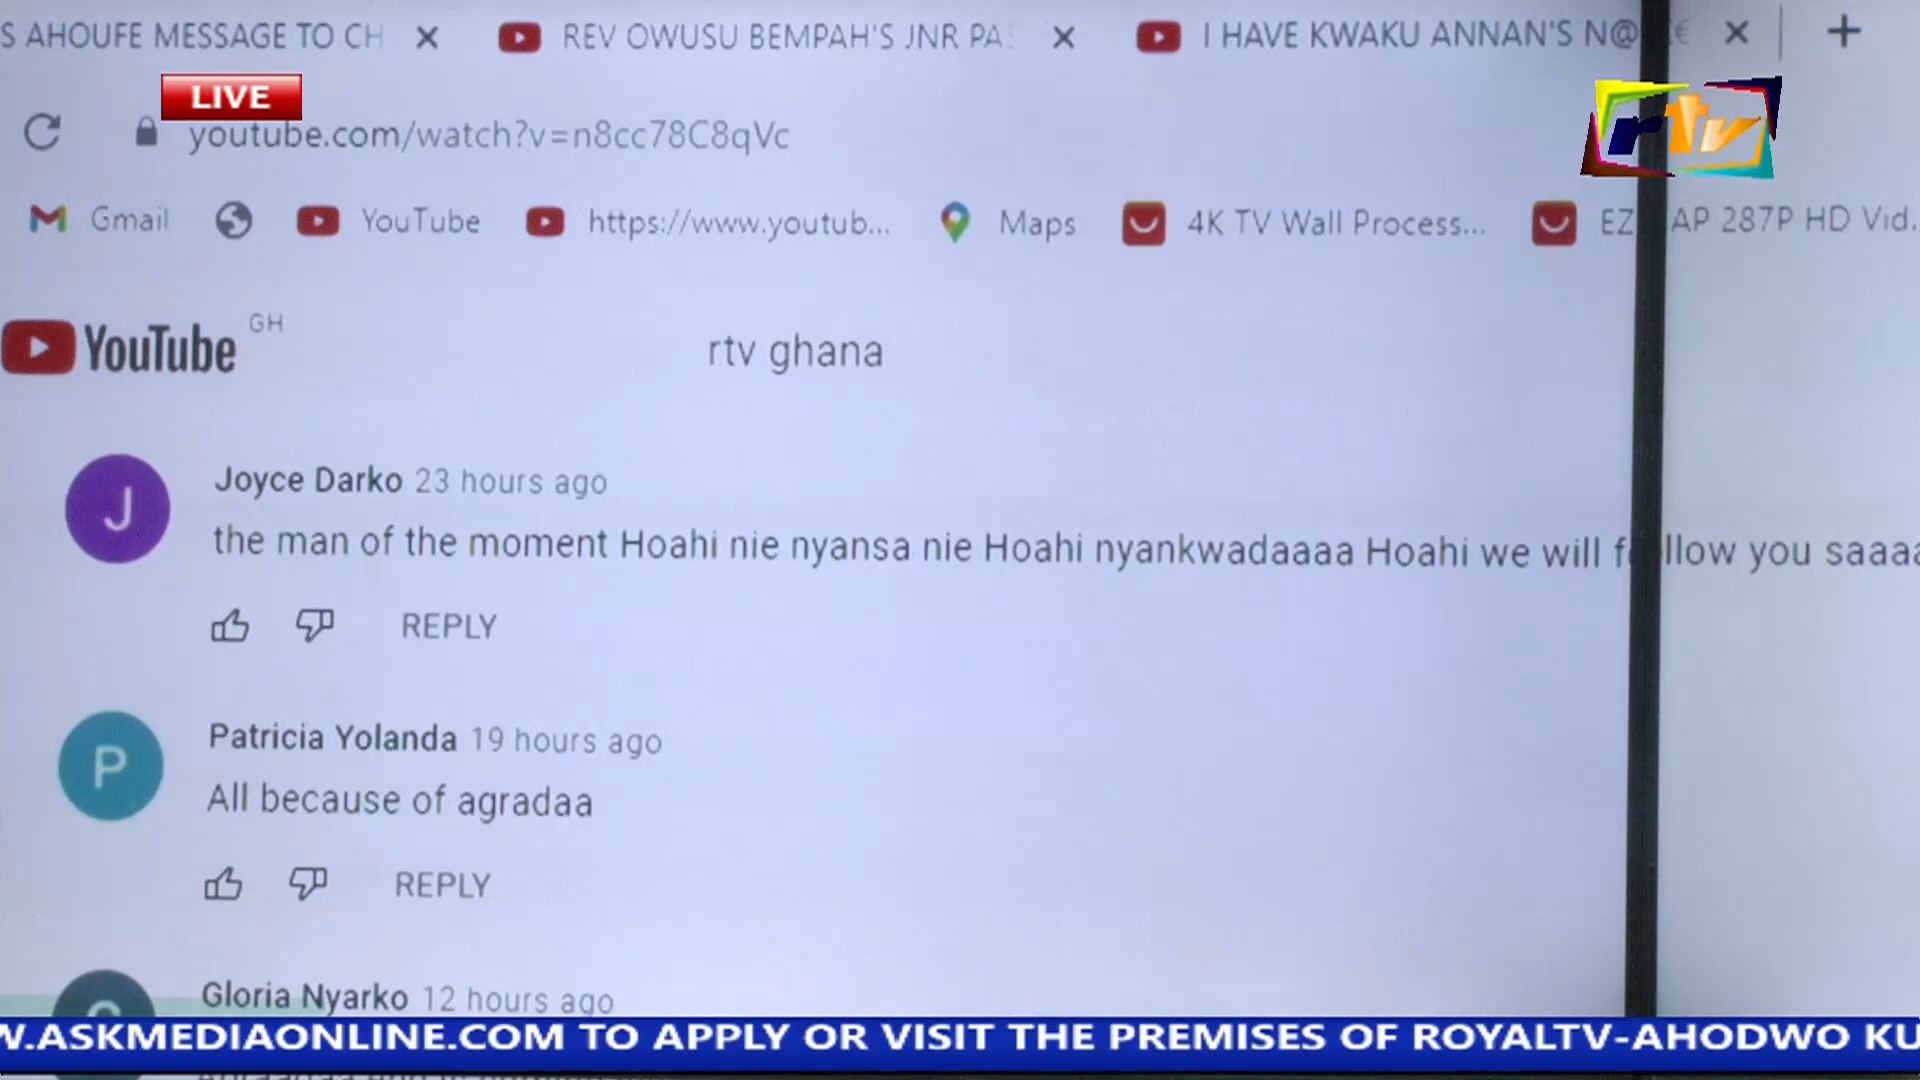 S AHOUFE MESSAGE TO CH
REV OWUSU BEMPAH'S JNR PA
I HAVE KWAKU ANNAN'S N@
LIVE
rtv
youtube.com/watch?v=n8cc78C8qVc
Gmail
YouTube
https://www.youtub...
Maps
4K TV Wall Process...
EZ AP 287P HD Vid.
YouTube GH
rtv ghana
J
Joyce Darko 23 hours ago
the man of the moment Hoahi nie nyansa nie Hoahi nyankwadaaaa Hoahi we will follow you saaaa
REPLY
P
Patricia Yolanda 19 hours ago
All because of agradaa
REPLY
Gloria Nyarko 12 hours ago
W.ASKMEDIAONLINE.COM TO APPLY OR VISIT THE PREMISES OF ROYALTV-AHODWO KU